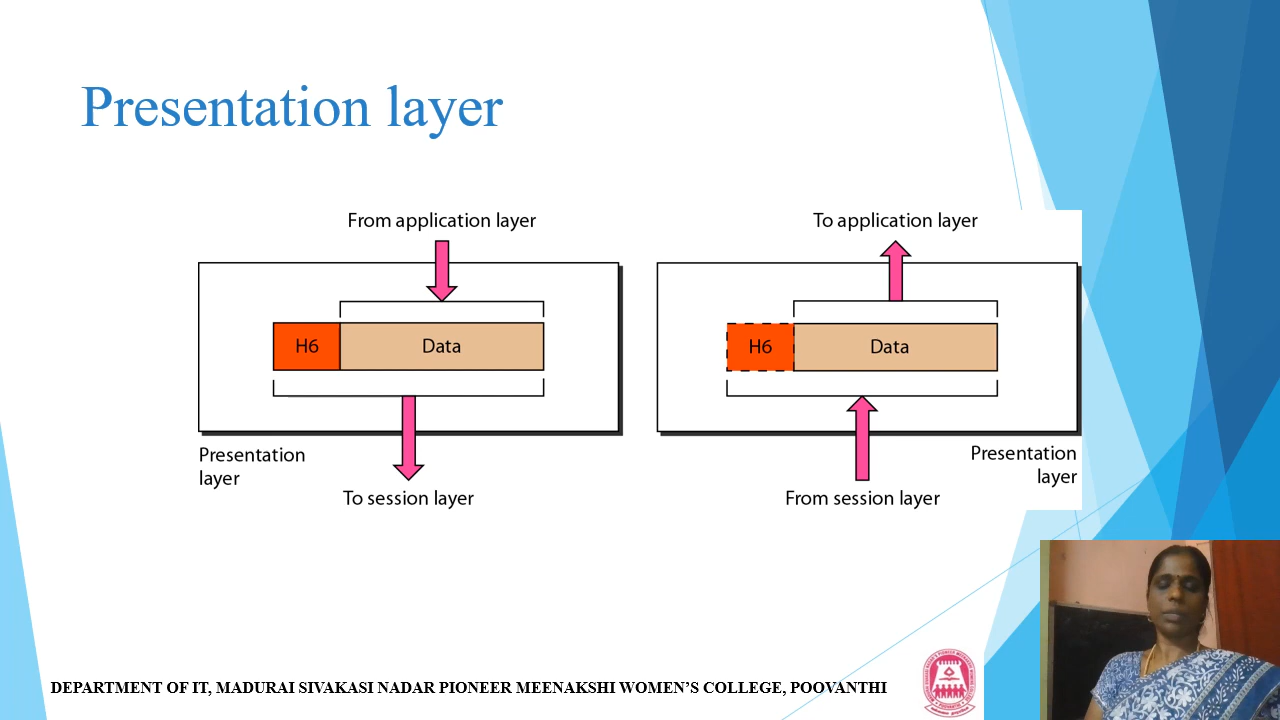 Presentation layer
From application layer
To application layer
H6
Data
H6
Data
Presentation
layer
Presentation
layer
To session layer
From session layer
DEPARTMENT OF IT, MADURAI SIVAKASI NADAR PIONEER MEENAKSHI WOMEN’S COLLEGE, POOVANTHI